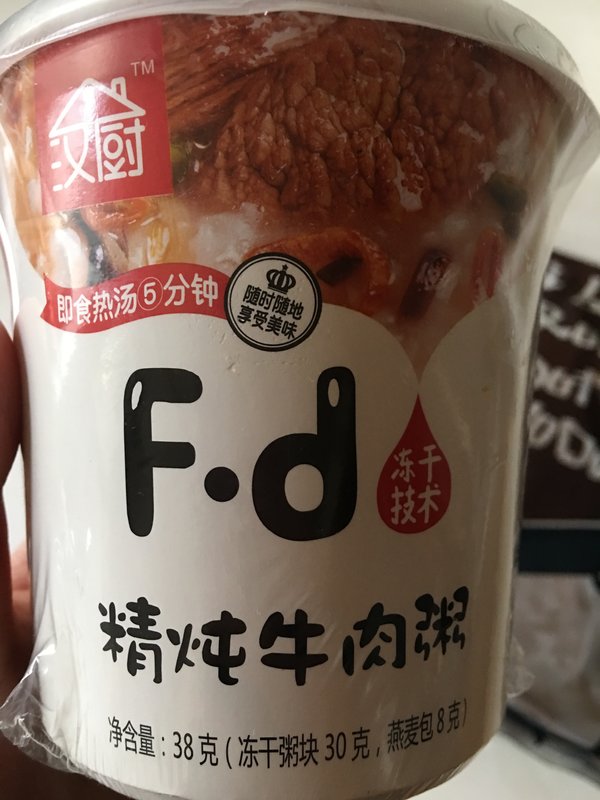 汉厨
TM
即食热汤⑤分钟
随时随地
享受美味
F·d
冻干
技术
精炖牛肉粥
净含量：38克（冻干粥块30克，燕麦包8克）